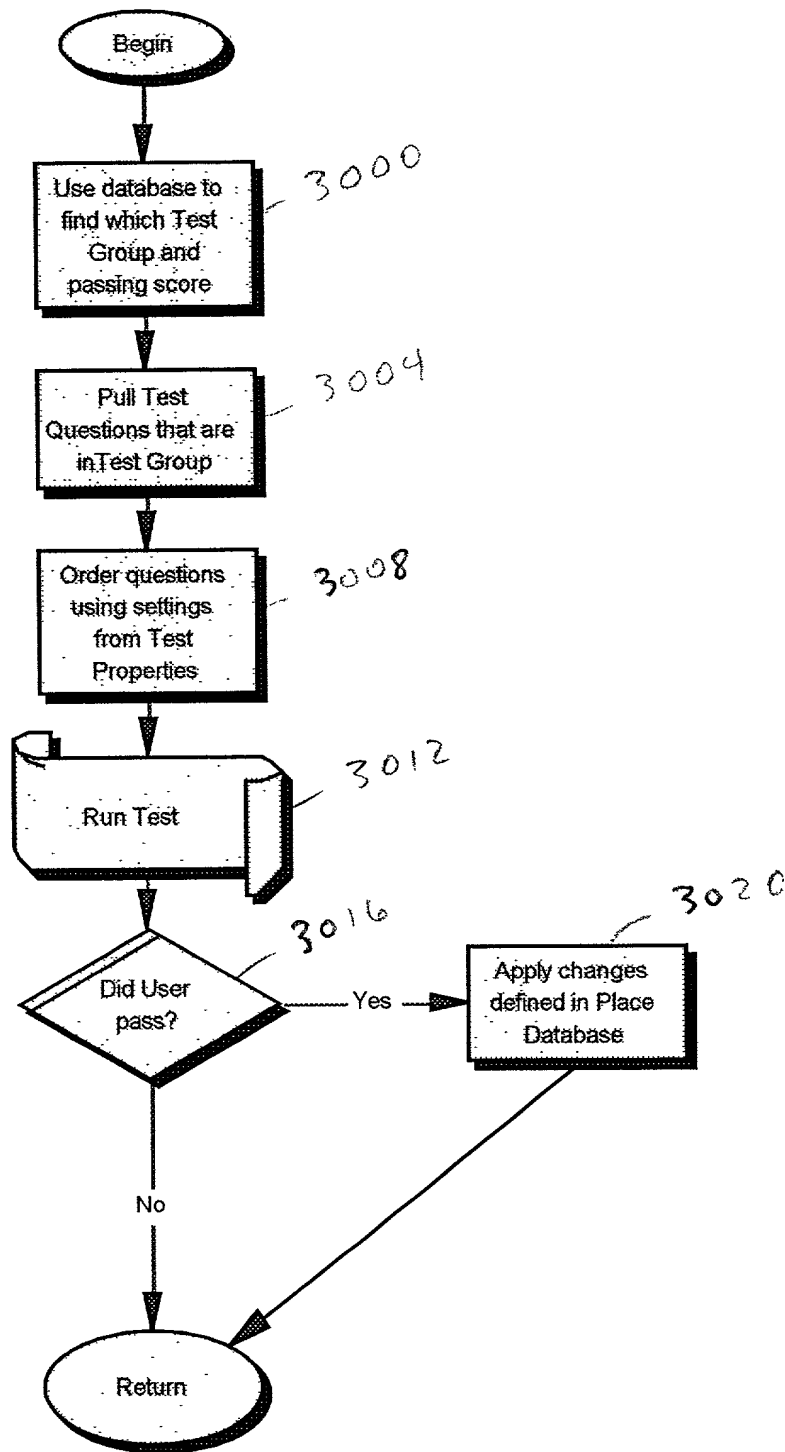 Begin
Use database to
find which Test
Group and
passing score
3000
Pull Test
Questions that are
inTest Group
3004
Order questions
using settings
from Test
Properties
3008
Run Test
3012
Did User
pass?
3016
Yes
Apply changes
defined in Place
Database
3020
No
Return